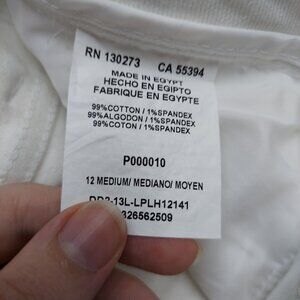 RN 130273 CA 55394
MADE IN EGYPT
HECHO EN EGIPTO
FABRIQUE EN EGYPTE
99%COTTON / 1%SPANDEX
99%ALGODON / 1%SPANDEX
99%COTON / 1%SPANDEX
P000010
12 MEDIUM/ MEDIANO/ MOYEN
326562509